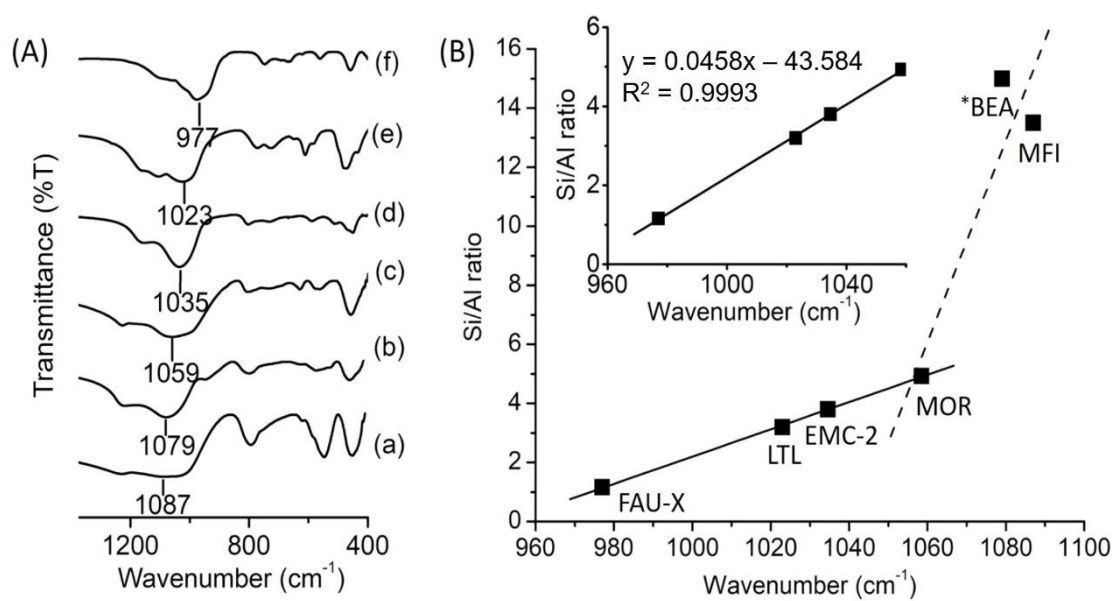 (A)
Transmittance (%T)
(f)
977
(e)
1023
(d)
1035
(c)
1059
(b)
1079
(a)
1087
1200
800
400
Wavenumber (cm⁻¹)
(B)
Si/Al ratio
16
14
12
10
8
6
4
2
0
960
980
1000
1020
1040
1060
1080
1100
Wavenumber (cm⁻¹)
y = 0.0458x – 43.584
R² = 0.9993
Si/Al ratio
6
4
2
0
960
1000
1040
Wavenumber (cm⁻¹)
*BEA
MFI
MOR
EMC-2
LTL
FAU-X